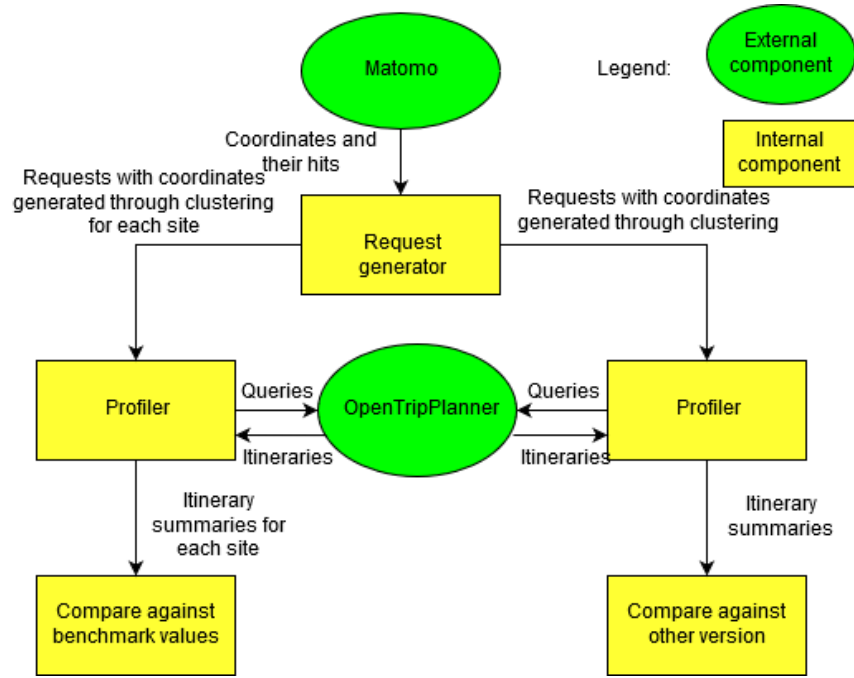 Matomo
Legend:
External
component
Internal
component
Coordinates and
their hits
Requests with coordinates
generated through clustering
for each site
Requests with coordinates
generated through clustering
Request
generator
Profiler
Queries
OpenTripPlanner
Queries
Profiler
Itineraries
Itineraries
Itinerary
summaries for
each site
Itinerary
summaries
Compare against
benchmark values
Compare against
other version